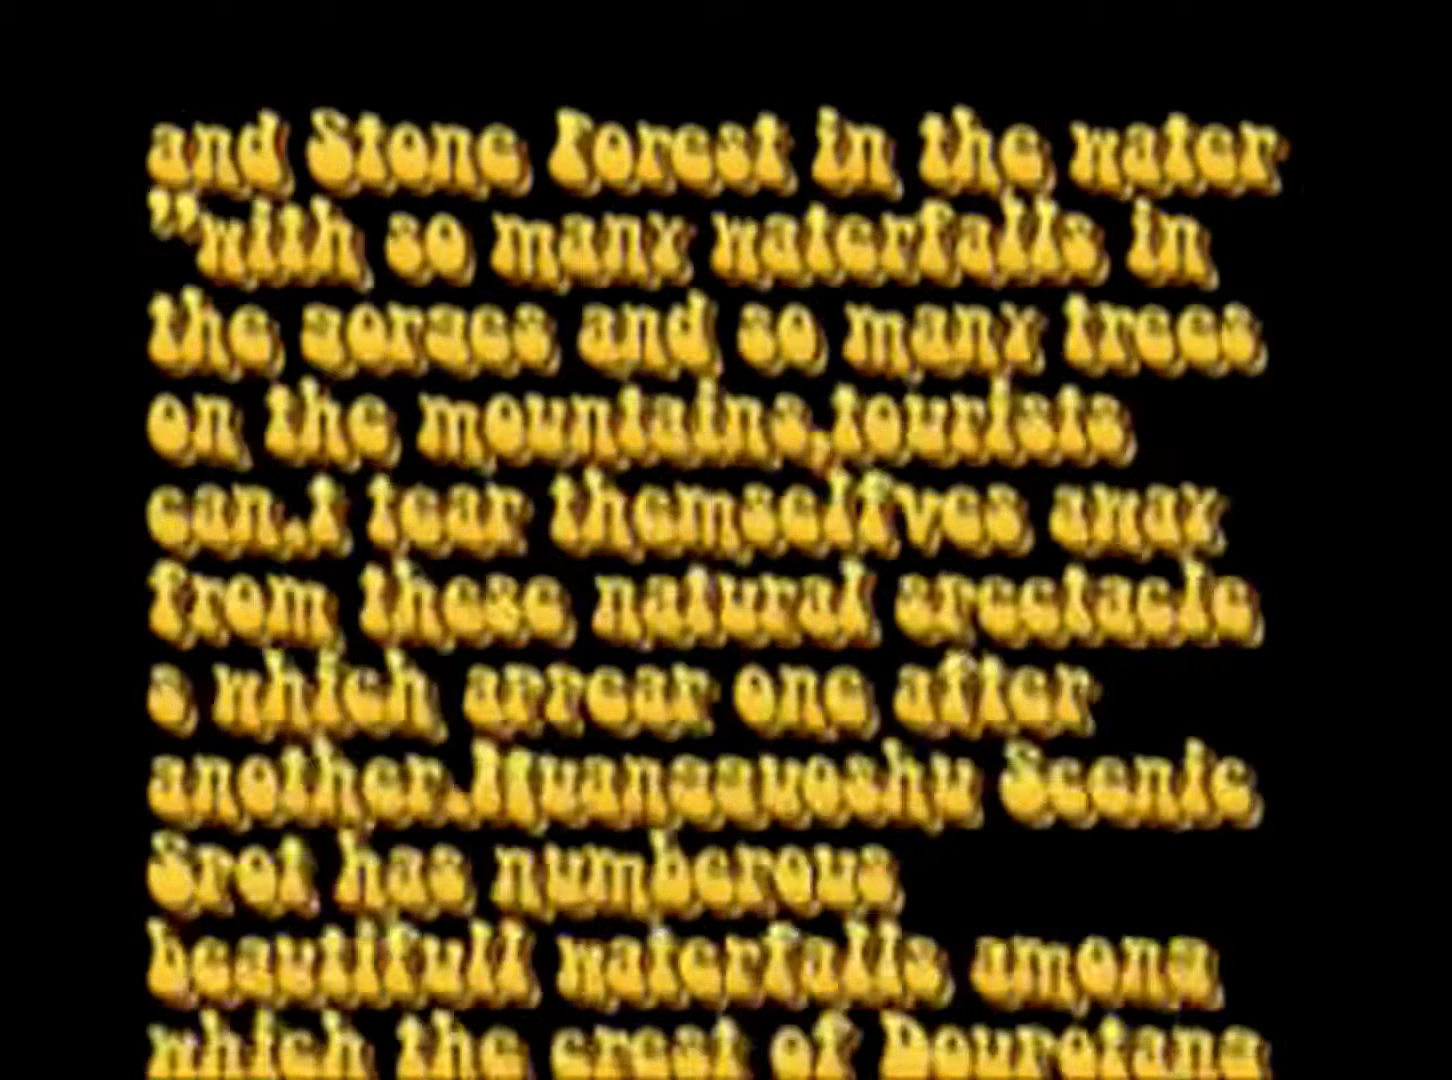 and Stone Forest in the water
”with so many waterfalls in
the gorges and so many trees
on the mountains,tourists
can,t tear themselfves away
from these natural spectacle
s which appear one after
another.Huangguoshu Scenic
Spot has numberous
beautifull waterfalls among
which the crest of Doupotang